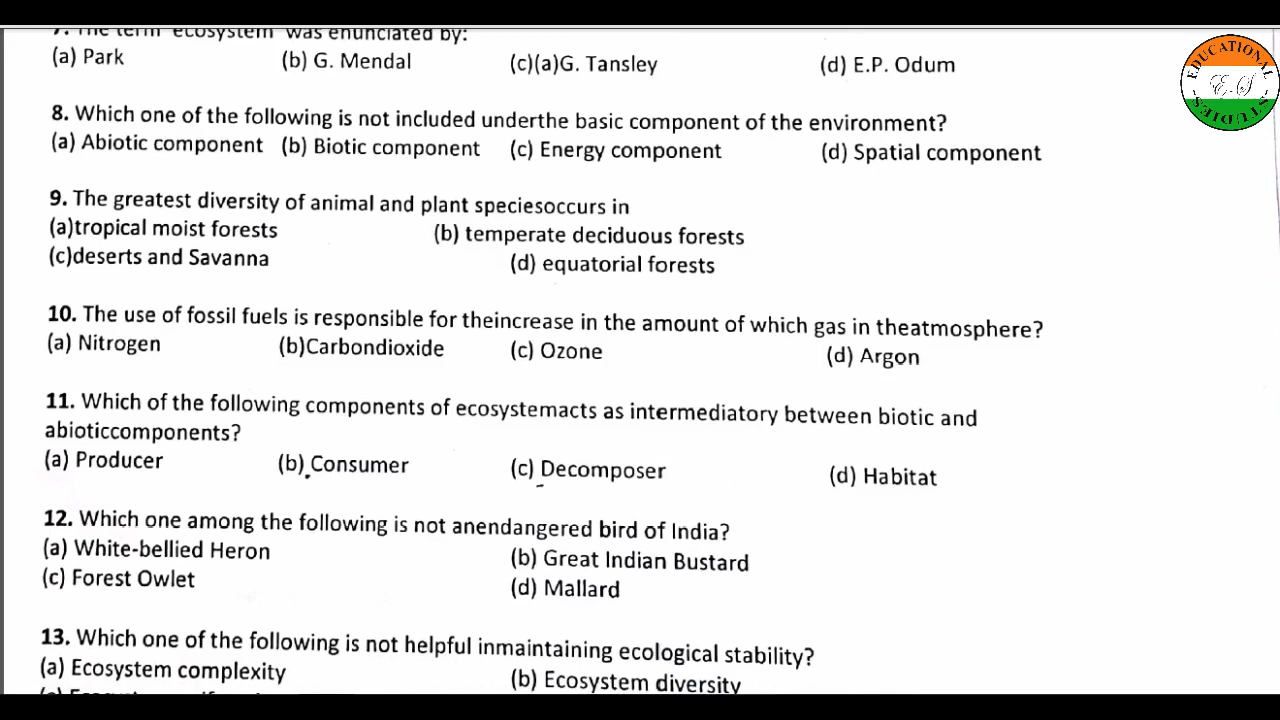 7. The term ecosystem was enunciated by:
(a) Park (b) G. Mendal (c)(a)G. Tansley (d) E.P. Odum
8. Which one of the following is not included underthe basic component of the environment?
(a) Abiotic component (b) Biotic component (c) Energy component (d) Spatial component
9. The greatest diversity of animal and plant speciesoccurs in
(a)tropical moist forests (b) temperate deciduous forests
(c)deserts and Savanna (d) equatorial forests
10. The use of fossil fuels is responsible for theincrease in the amount of which gas in theatmosphere?
(a) Nitrogen (b)Carbondioxide (c) Ozone (d) Argon
11. Which of the following components of ecosystemacts as intermediatory between biotic and
abioticcomponents?
(a) Producer (b) Consumer (c) Decomposer (d) Habitat
12. Which one among the following is not anendangered bird of India?
(a) White-bellied Heron (b) Great Indian Bustard
(c) Forest Owlet (d) Mallard
13. Which one of the following is not helpful inmaintaining ecological stability?
(a) Ecosystem complexity (b) Ecosystem diversity
EDUCATIONAL
E.S
STUDIES